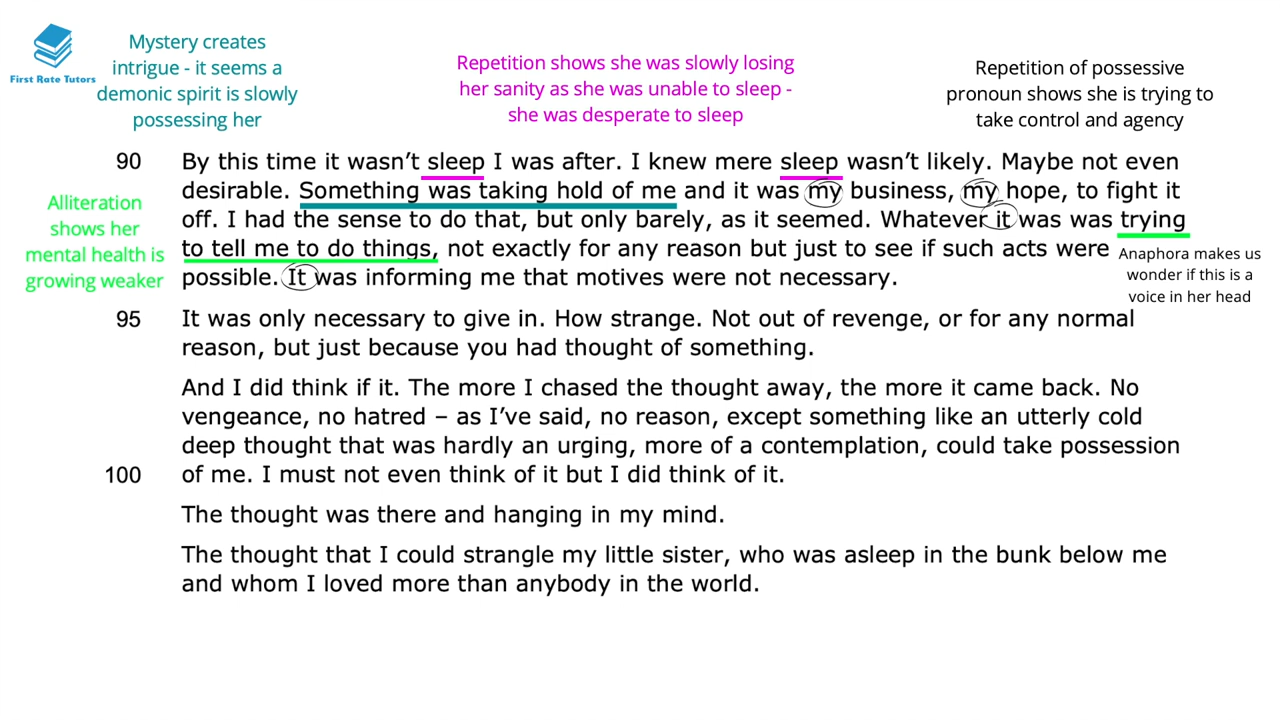 First Rate Tutors
Mystery creates
intrigue - it seems a
demonic spirit is slowly
possessing her
Repetition shows she was slowly losing
her sanity as she was unable to sleep -
she was desperate to sleep
Repetition of possessive
pronoun shows she is trying to
take control and agency
90 By this time it wasn't sleep I was after. I knew mere sleep wasn't likely. Maybe not even
desirable. Something was taking hold of me and it was my business, my hope, to fight it
off. I had the sense to do that, but only barely, as it seemed. Whatever it was was trying
to tell me to do things, not exactly for any reason but just to see if such acts were
possible. It was informing me that motives were not necessary.
Alliteration
shows her
mental health is
growing weaker
Anaphora makes us
wonder if this is a
voice in her head
95 It was only necessary to give in. How strange. Not out of revenge, or for any normal
reason, but just because you had thought of something.
And I did think if it. The more I chased the thought away, the more it came back. No
vengeance, no hatred – as I've said, no reason, except something like an utterly cold
deep thought that was hardly an urging, more of a contemplation, could take possession
100 of me. I must not even think of it but I did think of it.
The thought was there and hanging in my mind.
The thought that I could strangle my little sister, who was asleep in the bunk below me
and whom I loved more than anybody in the world.